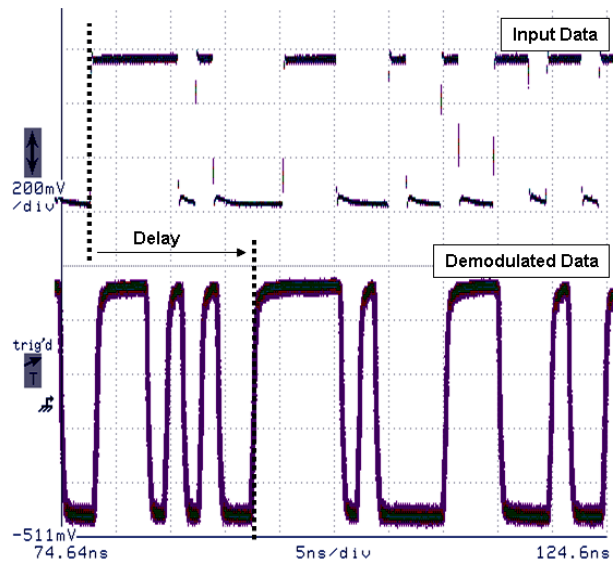 Input Data
200mV
/div
Delay
Demodulated Data
trig'd
T
-511mV
74.64ns
5ns/div
124.6ns